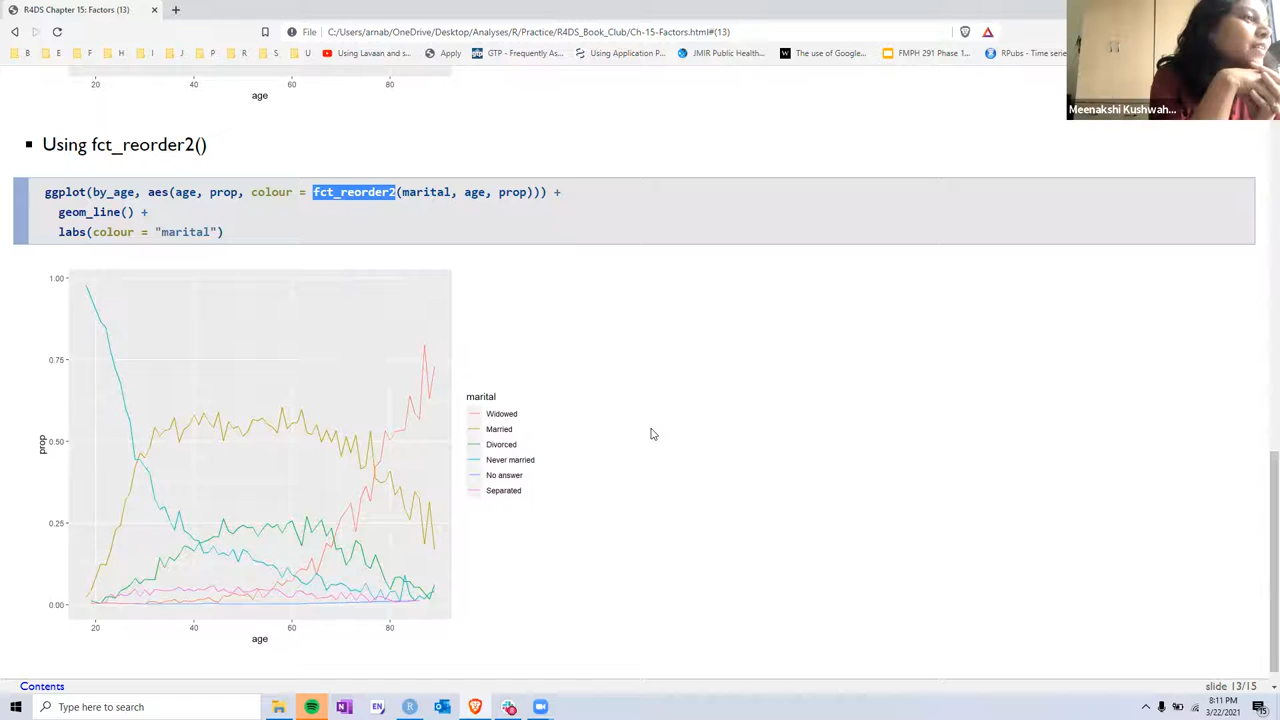 R4DS Chapter 15: Factors (13)
File
C:/Users/arnab/OneDrive/Desktop/Analyses/R/Practice/R4DS_Book_Club/Ch-15-Factors.html#(13)
B E F H I J C S U Using Lavaan and s... Apply GTP - Frequently As... Using Application P... JMIR Public Health... The use of Google... FMPH 291 Phase 1... RPubs - Time serie
Meenakshi Kushwah...
20 40 60 80
age
Using fct_reorder2()
ggplot(by_age, aes(age, prop, colour = fct_reorder2(marital, age, prop))) +
geom_line() +
labs(colour = "marital")
1.00
0.75
0.50
0.25
0.00
prop
20 40 60 80
age
marital
Widowed
Married
Divorced
Never married
No answer
Separated
Contents
slide 13/15
Type here to search
EN
8:11 PM
3/22/2021
15